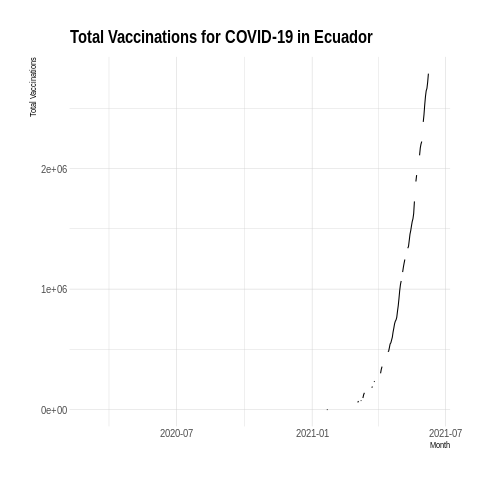 Total Vaccinations for COVID-19 in Ecuador
Total Vaccinations
2e+06
1e+06
0e+00
2020-07
2021-01
2021-07
Month